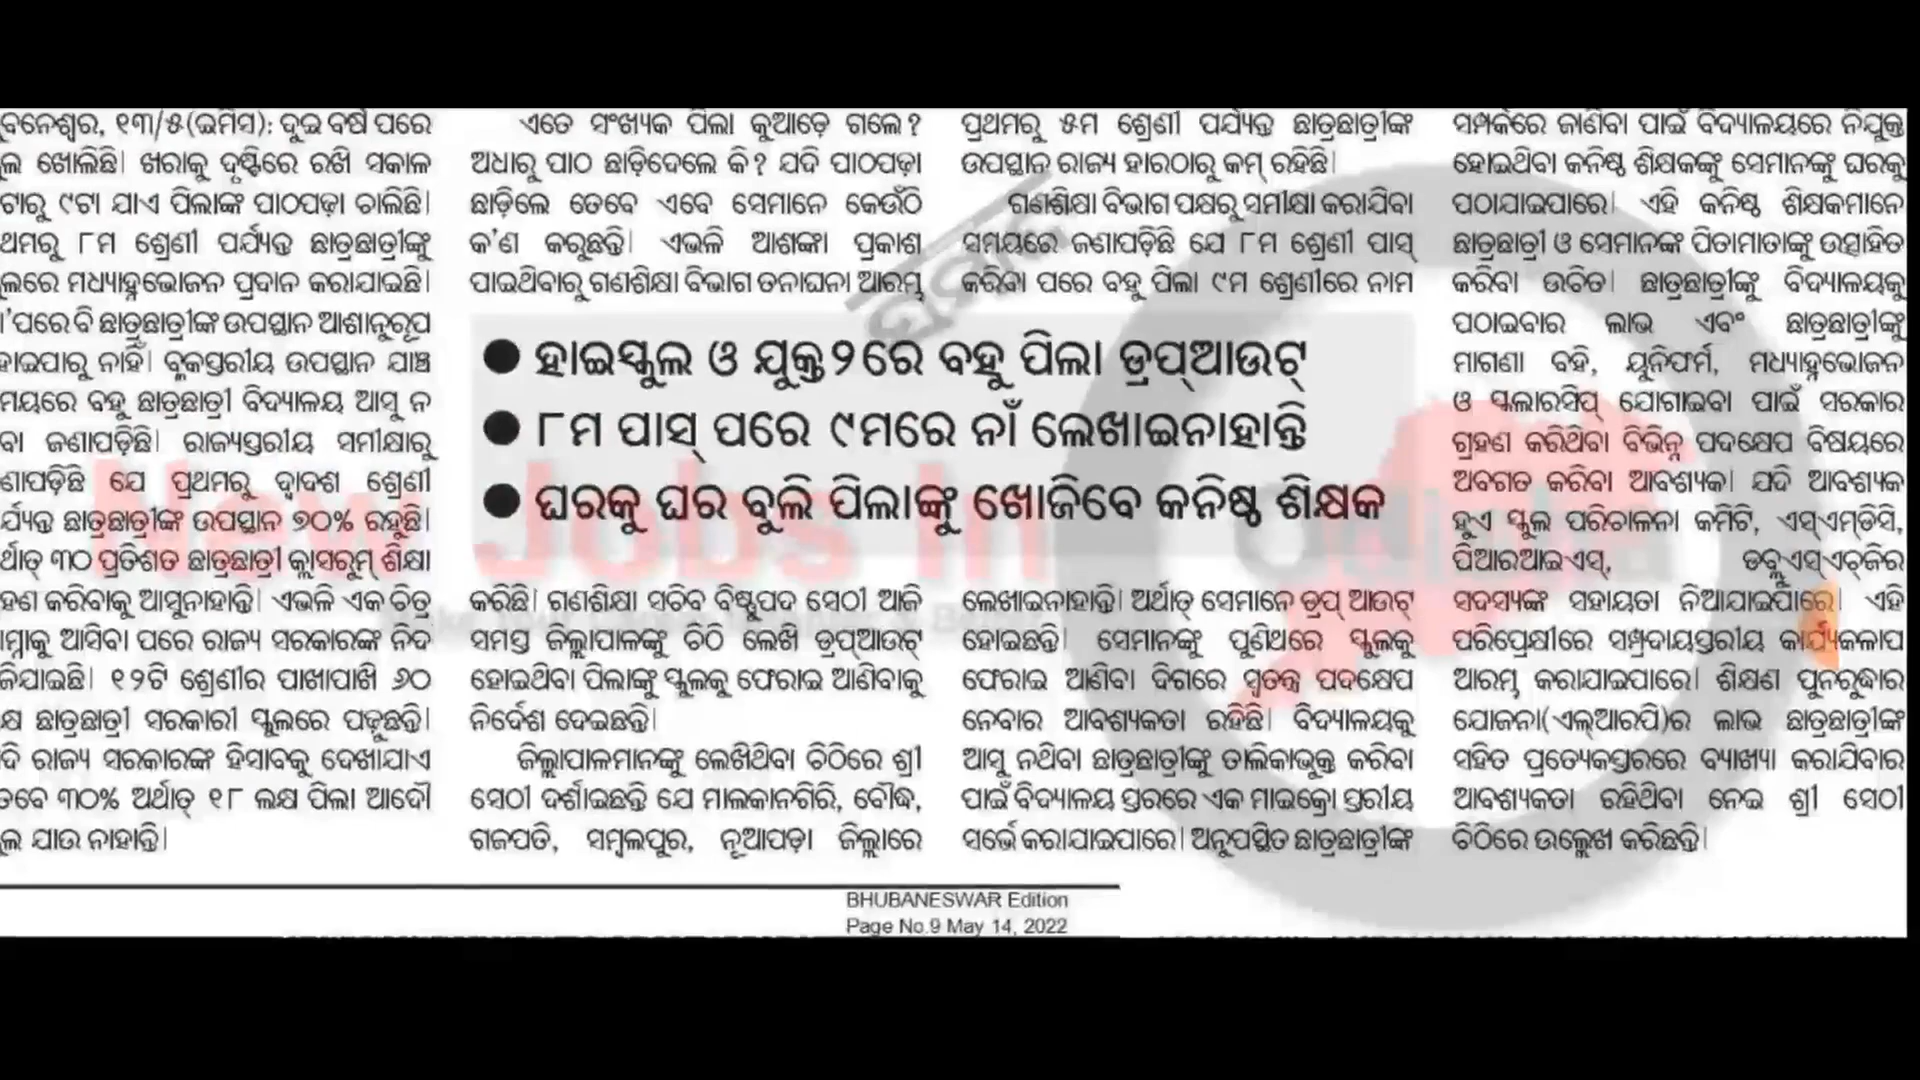 ବନେଶ୍ୱର, ୧୩/୫(ଇମିସ): ଦୁଇ ବର୍ଷ ପରେ
ଲ ଖୋଲିଛି। ଖରାକୁ ଦୃଷ୍ଟିରେ ରଖି ସକାଳ
ଟାରୁ ୯ଟା ଯାଏ ପିଲାଙ୍କ ପାଠପଢ଼ା ଚାଲିଛି।
ଥମରୁ ୮ମ ଶ୍ରେଣୀ ପର୍ଯ୍ୟନ୍ତ ଛାତ୍ରଛାତ୍ରୀଙ୍କୁ
ଲରେ ମଧ୍ୟାହ୍ନଭୋଜନ ପ୍ରଦାନ କରାଯାଇଛି।
ା'ପରେ ବି ଛାତ୍ରଛାତ୍ରୀଙ୍କ ଉପସ୍ଥାନ ଆଶାନୁରୂପ
ହାଇପାରୁ ନାହିଁ। ବ୍ଲକସ୍ତରୀୟ ଉପସ୍ଥାନ ଯାଞ୍ଚ
ମୟରେ ବହୁ ଛାତ୍ରଛାତ୍ରୀ ବିଦ୍ୟାଳୟ ଆସୁ ନ
ବା ଜଣାପଡ଼ିଛି। ରାଜ୍ୟସ୍ତରୀୟ ସମୀକ୍ଷାରୁ
ଣାପଡ଼ିଛି ଯେ ପ୍ରଥମରୁ ଦ୍ୱାଦଶ ଶ୍ରେଣୀ
ର୍ଯ୍ୟନ୍ତ ଛାତ୍ରଛାତ୍ରୀଙ୍କ ଉପସ୍ଥାନ ୭୦% ରହୁଛି।
ର୍ଥାତ୍ ୩୦ ପ୍ରତିଶତ ଛାତ୍ରଛାତ୍ରୀ କ୍ଲାସରୁମ୍ ଶିକ୍ଷା
ହଣ କରିବାକୁ ଆସୁନାହାନ୍ତି। ଏଭଳି ଏକ ଚିତ୍ର
ାମ୍ନାକୁ ଆସିବା ପରେ ରାଜ୍ୟ ସରକାରଙ୍କ ନିଦ
ଜିଯାଇଛି। ୧୨ଟି ଶ୍ରେଣୀର ପାଖାପାଖି ୬୦
କ୍ଷ ଛାତ୍ରଛାତ୍ରୀ ସରକାରୀ ସ୍କୁଲରେ ପଢ଼ୁଛନ୍ତି।
ଦି ରାଜ୍ୟ ସରକାରଙ୍କ ହିସାବକୁ ଦେଖାଯାଏ
ତବେ ୩୦% ଅର୍ଥାତ୍ ୧୮ ଲକ୍ଷ ପିଲା ଆଦୌ
ଲ ଯାଉ ନାହାନ୍ତି।
ଏତେ ସଂଖ୍ୟକ ପିଲା କୁଆଡ଼େ ଗଲେ?
ଅଧାରୁ ପାଠ ଛାଡ଼ିଦେଲେ କି? ଯଦି ପାଠପଢ଼ା
ଛାଡ଼ିଲେ ତେବେ ଏବେ ସେମାନେ କେଉଁଠି
କ'ଣ କରୁଛନ୍ତି। ଏଭଳି ଆଶଙ୍କା ପ୍ରକାଶ
ପାଇଥିବାରୁ ଗଣଶିକ୍ଷା ବିଭାଗ ତନାଘନା ଆରମ୍ଭ
● ହାଇସ୍କୁଲ ଓ ଯୁକ୍ତ୨ରେ ବହୁ ପିଲା ଡ୍ରପ୍‌ଆଉଟ୍
● ୮ମ ପାସ୍ ପରେ ୯ମରେ ନାଁ ଲେଖାଇନାହାନ୍ତି
● ଘରକୁ ଘର ବୁଲି ପିଲାଙ୍କୁ ଖୋଜିବେ କନିଷ୍ଠ ଶିକ୍ଷକ
କରିଛି। ଗଣଶିକ୍ଷା ସଚିବ ବିଷ୍ଣୁପଦ ସେଠୀ ଆଜି
ସମସ୍ତ ଜିଲ୍ଲାପାଳଙ୍କୁ ଚିଠି ଲେଖି ଡ୍ରପ୍‌ଆଉଟ୍
ହୋଇଥିବା ପିଲାଙ୍କୁ ସ୍କୁଲକୁ ଫେରାଇ ଆଣିବାକୁ
ନିର୍ଦେଶ ଦେଇଛନ୍ତି।
ଜିଲ୍ଲାପାଳମାନଙ୍କୁ ଲେଖିଥିବା ଚିଠିରେ ଶ୍ରୀ
ସେଠୀ ଦର୍ଶାଇଛନ୍ତି ଯେ ମାଲକାନଗିରି, ବୌଦ୍ଧ,
ଗଜପତି, ସମ୍ବଲପୁର, ନୂଆପଡ଼ା ଜିଲ୍ଲାରେ
ପ୍ରଥମରୁ ୫ମ ଶ୍ରେଣୀ ପର୍ଯ୍ୟନ୍ତ ଛାତ୍ରଛାତ୍ରୀଙ୍କ
ଉପସ୍ଥାନ ରାଜ୍ୟ ହାରଠାରୁ କମ୍ ରହିଛି।
ଗଣଶିକ୍ଷା ବିଭାଗ ପକ୍ଷରୁ ସମୀକ୍ଷା କରାଯିବା
ସମୟରେ ଜଣାପଡ଼ିଛି ଯେ ୮ମ ଶ୍ରେଣୀ ପାସ୍
କରିବା ପରେ ବହୁ ପିଲା ୯ମ ଶ୍ରେଣୀରେ ନାମ
ଲେଖାଇନାହାନ୍ତି। ଅର୍ଥାତ୍ ସେମାନେ ଡ୍ରପ୍ ଆଉଟ୍
ହୋଇଛନ୍ତି। ସେମାନଙ୍କୁ ପୁଣିଥରେ ସ୍କୁଲକୁ
ଫେରାଇ ଆଣିବା ଦିଗରେ ସ୍ୱତନ୍ତ୍ର ପଦକ୍ଷେପ
ନେବାର ଆବଶ୍ୟକତା ରହିଛି। ବିଦ୍ୟାଳୟକୁ
ଆସୁ ନଥିବା ଛାତ୍ରଛାତ୍ରୀଙ୍କୁ ତାଲିକାଭୁକ୍ତ କରିବା
ପାଇଁ ବିଦ୍ୟାଳୟ ସ୍ତରରେ ଏକ ମାଇକ୍ରୋ ସ୍ତରୀୟ
ସର୍ଭେ କରାଯାଇପାରେ। ଅନୁପସ୍ଥିତ ଛାତ୍ରଛାତ୍ରୀଙ୍କ
ସମ୍ପର୍କରେ ଜାଣିବା ପାଇଁ ବିଦ୍ୟାଳୟରେ ନିଯୁକ୍ତ
ହୋଇଥିବା କନିଷ୍ଠ ଶିକ୍ଷକଙ୍କୁ ସେମାନଙ୍କୁ ଘରକୁ
ପଠାଯାଇପାରେ। ଏହି କନିଷ୍ଠ ଶିକ୍ଷକମାନେ
ଛାତ୍ରଛାତ୍ରୀ ଓ ସେମାନଙ୍କ ପିତାମାତାଙ୍କୁ ଉତ୍ସାହିତ
କରିବା ଉଚିତ। ଛାତ୍ରଛାତ୍ରୀଙ୍କୁ ବିଦ୍ୟାଳୟକୁ
ପଠାଇବାର ଲାଭ ଏବଂ ଛାତ୍ରଛାତ୍ରୀଙ୍କୁ
ମାଗଣା ବହି, ୟୁନିଫର୍ମ, ମଧ୍ୟାହ୍ନଭୋଜନ
ଓ ସ୍କଲାରସିପ୍ ଯୋଗାଇବା ପାଇଁ ସରକାର
ଗ୍ରହଣ କରିଥିବା ବିଭିନ୍ନ ପଦକ୍ଷେପ ବିଷୟରେ
ଅବଗତ କରିବା ଆବଶ୍ୟକ। ଯଦି ଆବଶ୍ୟକ
ହୁଏ ସ୍କୁଲ ପରିଚାଳନା କମିଟି, ଏସ୍‌ଏମ୍‌ଡିସି,
ପିଆରଆଇଏସ୍, ଡବ୍ଲୁଏସ୍‌ଏଚ୍‌ଜିର
ସଦସ୍ୟଙ୍କ ସହାୟତା ନିଆଯାଇପାରେ। ଏହି
ପରିପ୍ରେକ୍ଷୀରେ ସମ୍ପ୍ରଦାୟସ୍ତରୀୟ କାର୍ଯ୍ୟକଳାପ
ଆରମ୍ଭ କରାଯାଇପାରେ। ଶିକ୍ଷଣ ପୁନରୁଦ୍ଧାର
ଯୋଜନା(ଏଲ୍‌ଆରପି)ର ଲାଭ ଛାତ୍ରଛାତ୍ରୀଙ୍କ
ସହିତ ପ୍ରତ୍ୟେକସ୍ତରରେ ବ୍ୟାଖ୍ୟା କରାଯିବାର
ଆବଶ୍ୟକତା ରହିଥିବା ନେଇ ଶ୍ରୀ ସେଠୀ
ଚିଠିରେ ଉଲ୍ଲେଖ କରିଛନ୍ତି।
BHUBANESWAR Edition
Page No.9 May 14, 2022
New Jobs in Odisha